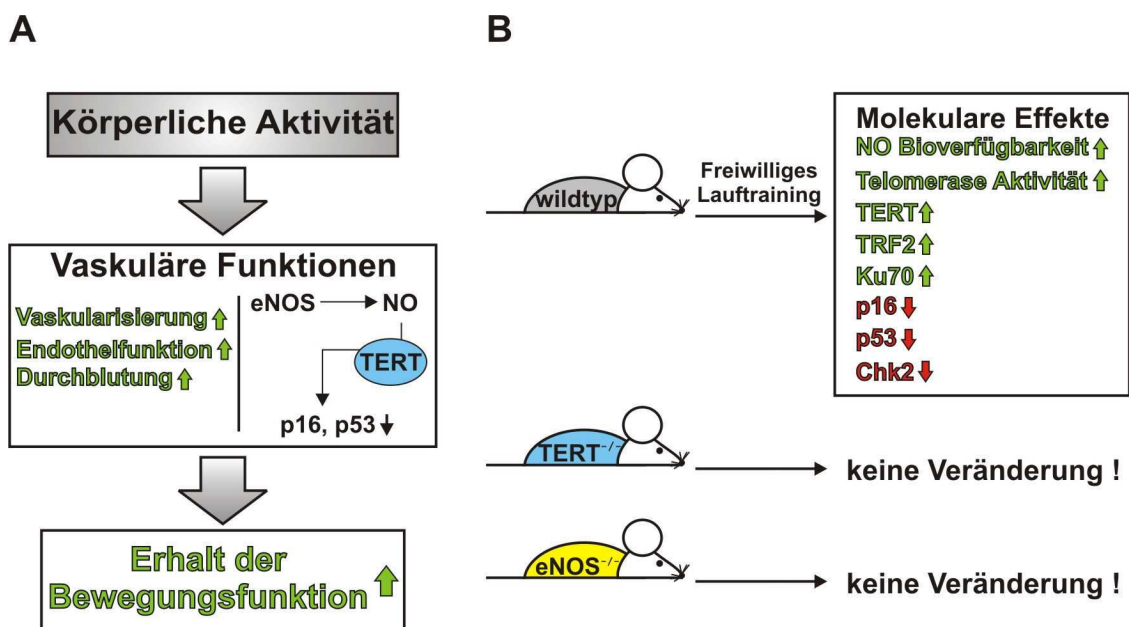 A
Körperliche Aktivität
Vaskuläre Funktionen
Vaskularisierung
Endothelfunktion
Durchblutung
eNOS NO
TERT
p16, p53
Erhalt der
Bewegungsfunktion
B
wildtyp
Freiwilliges
Lauftraining
Molekulare Effekte
NO Bioverfügbarkeit
Telomerase Aktivität
TERT
TRF2
Ku70
p16
p53
Chk2
TERT-/-
keine Veränderung !
eNOS-/-
keine Veränderung !